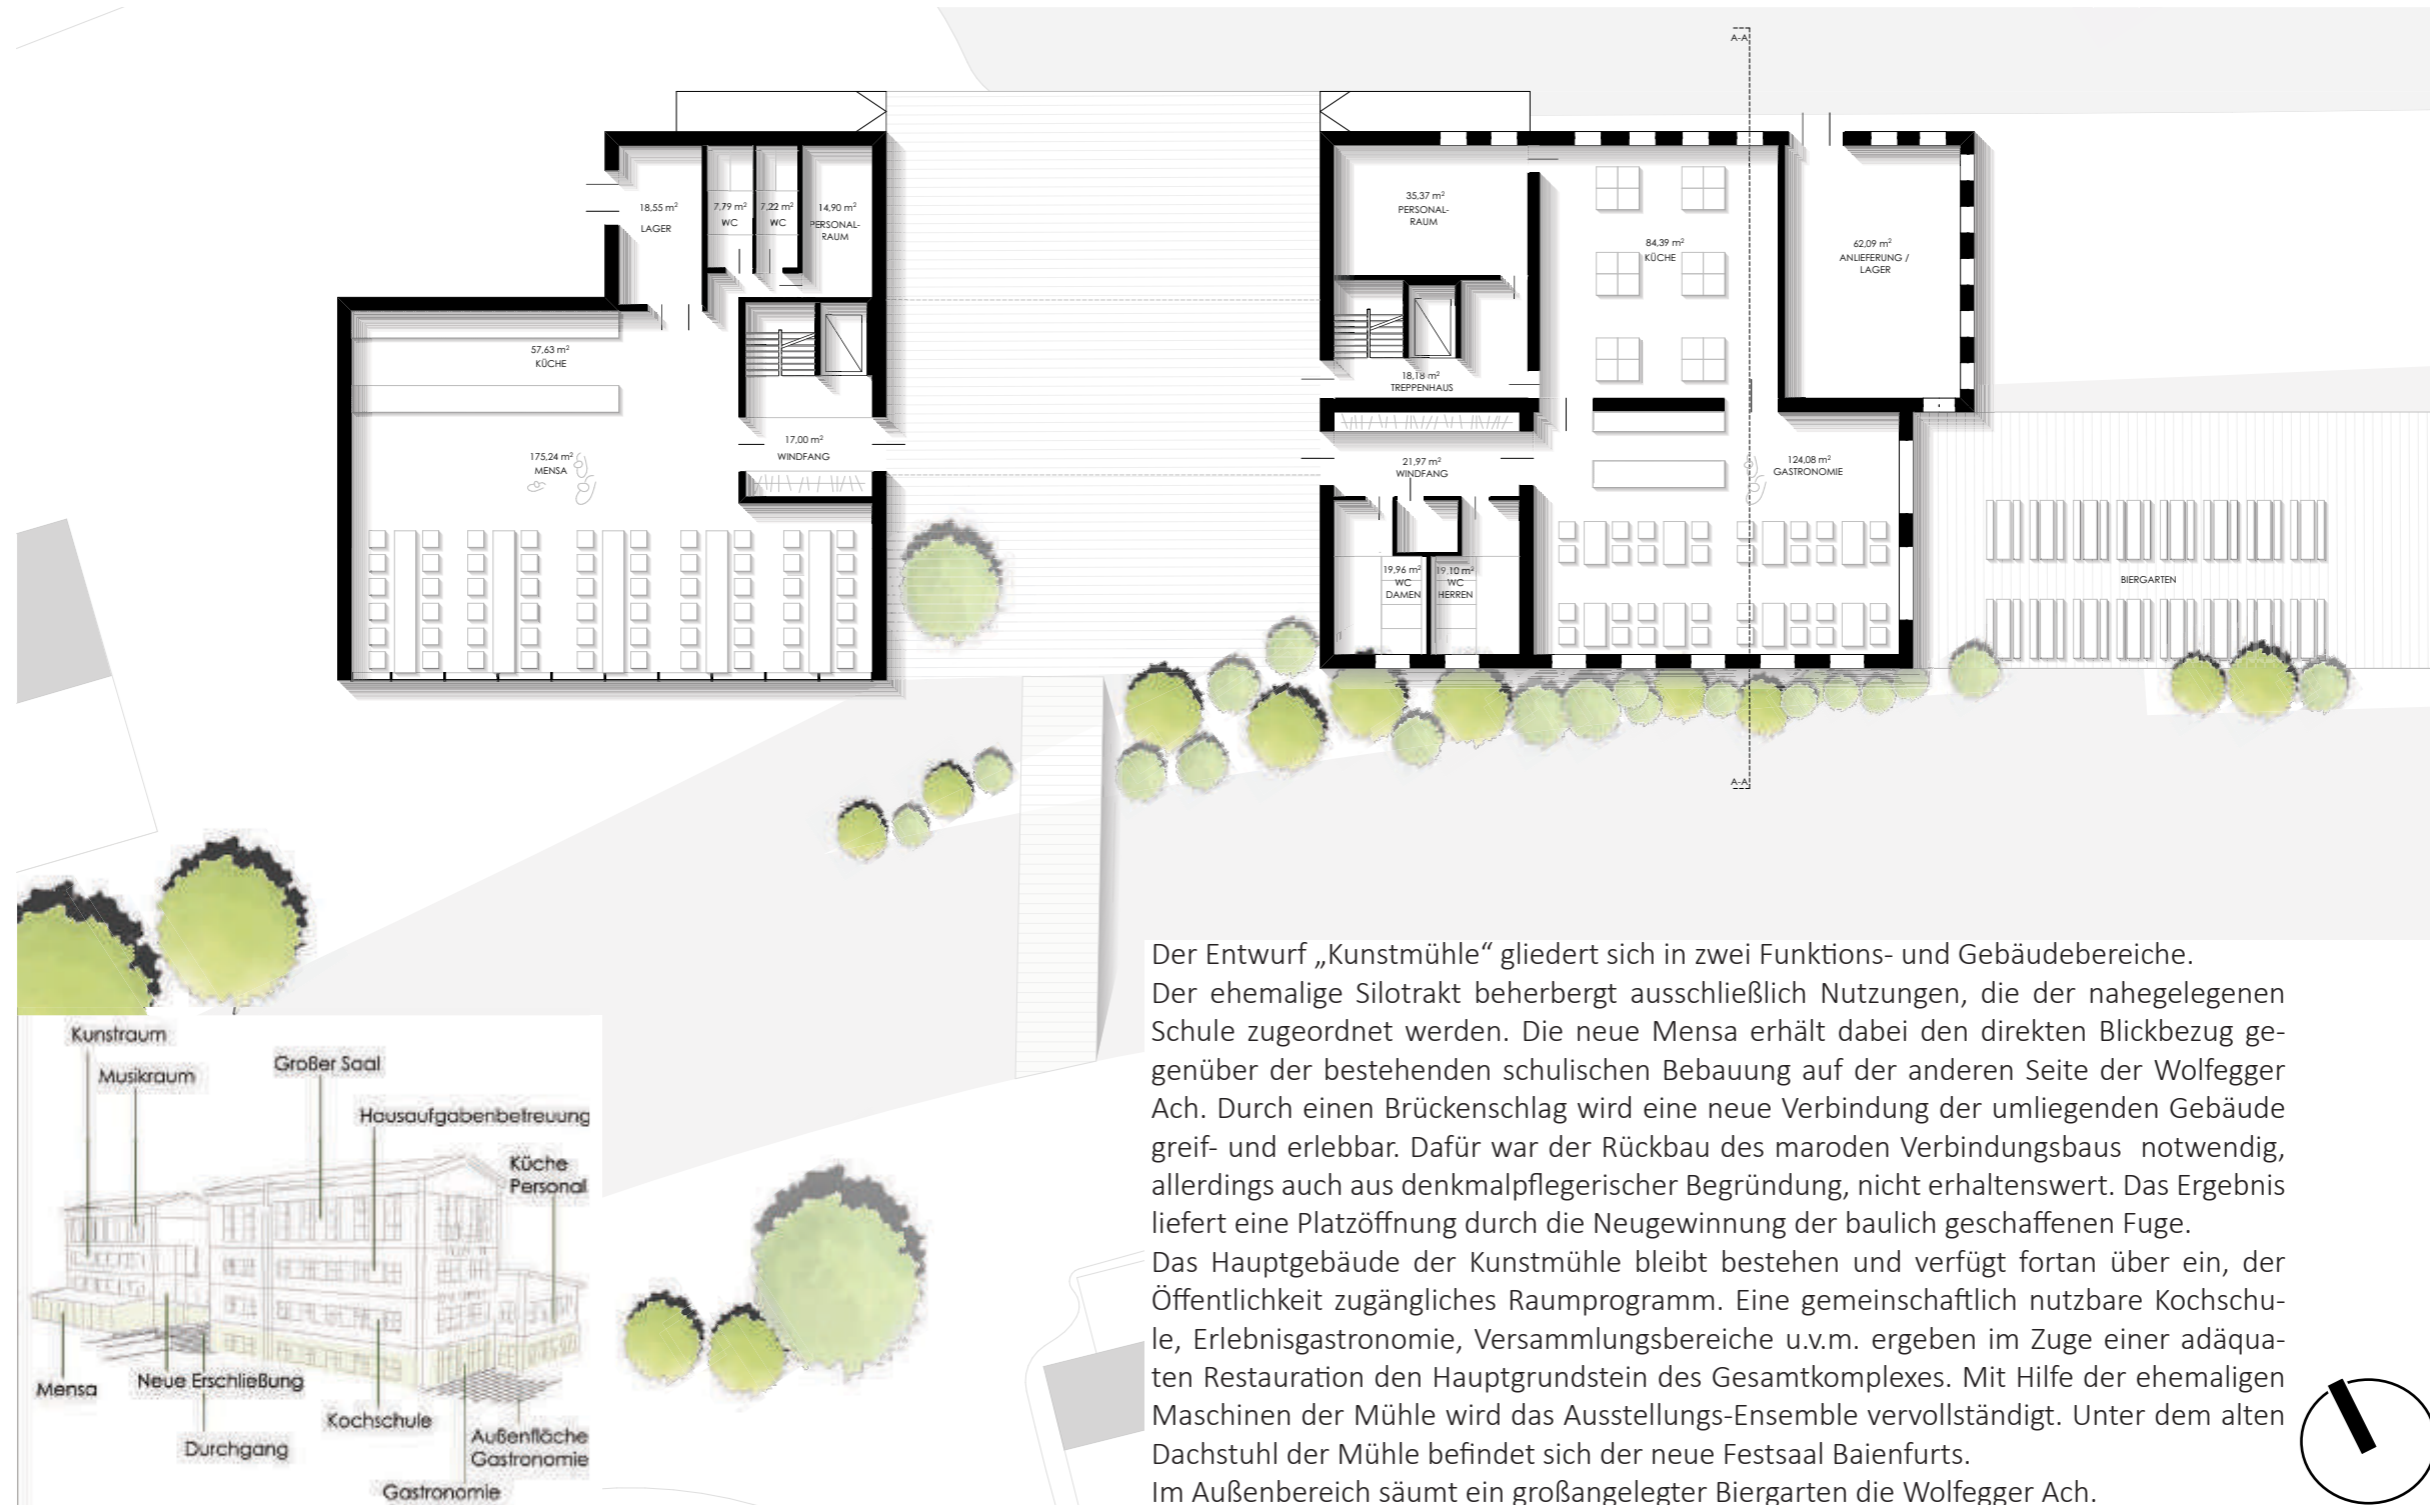 A-A
18,55 m²
LAGER
7,79 m²
WC
7,22 m²
WC
14,90 m²
PERSONAL-
RAUM
57,63 m²
KÜCHE
175,24 m²
MENSA
17,00 m²
WINDFANG
35,37 m²
PERSONAL-
RAUM
84,39 m²
KÜCHE
62,09 m²
ANLIEFERUNG /
LAGER
18,18 m²
TREPPENHAUS
21,97 m²
WINDFANG
124,08 m²
GASTRONOMIE
19,96 m²
WC
DAMEN
19,10 m²
WC
HERREN
BIERGARTEN
A-A
Kunstraum
Musikraum
Großer Saal
Hausaufgabenbetreuung
Küche
Personal
Mensa
Neue Erschließung
Durchgang
Kochschule
Außenfläche
Gastronomie
Gastronomie
Der Entwurf „Kunstmühle“ gliedert sich in zwei Funktions- und Gebäudebereiche.
Der ehemalige Silotrakt beherbergt ausschließlich Nutzungen, die der nahegelegenen
Schule zugeordnet werden. Die neue Mensa erhält dabei den direkten Blickbezug ge-
genüber der bestehenden schulischen Bebauung auf der anderen Seite der Wolfegger
Ach. Durch einen Brückenschlag wird eine neue Verbindung der umliegenden Gebäude
greif- und erlebbar. Dafür war der Rückbau des maroden Verbindungsbaus notwendig,
allerdings auch aus denkmalpflegerischer Begründung, nicht erhaltenswert. Das Ergebnis
liefert eine Platzöffnung durch die Neugewinnung der baulich geschaffenen Fuge.
Das Hauptgebäude der Kunstmühle bleibt bestehen und verfügt fortan über ein, der
Öffentlichkeit zugängliches Raumprogramm. Eine gemeinschaftlich nutzbare Kochschu-
le, Erlebnisgastronomie, Versammlungsbereiche u.v.m. ergeben im Zuge einer adäqua-
ten Restauration den Hauptgrundstein des Gesamtkomplexes. Mit Hilfe der ehemaligen
Maschinen der Mühle wird das Ausstellungs-Ensemble vervollständigt. Unter dem alten
Dachstuhl der Mühle befindet sich der neue Festsaal Baienfurts.
Im Außenbereich säumt ein großangelegter Biergarten die Wolfegger Ach.